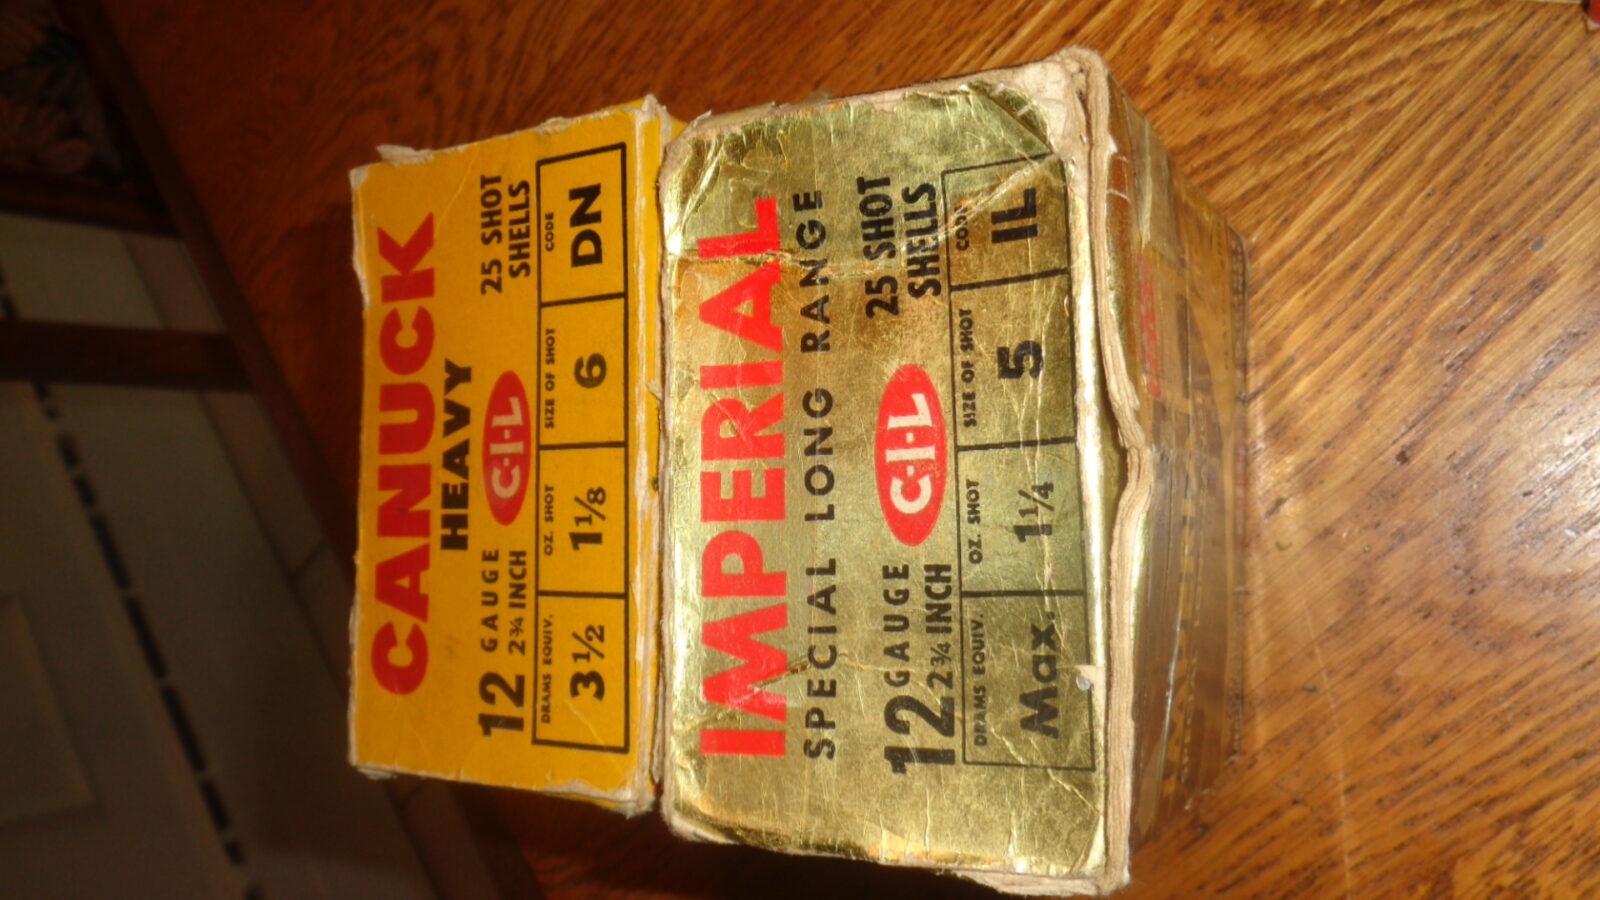 CANUCK
HEAVY
12 GAUGE
2¾ INCH
C-I-L
25 SHOT
SHELLS
DRAMS EQUIV. OZ. SHOT SIZE OF SHOT CODE
3½ 1⅛ 6 DN
IMPERIAL
SPECIAL LONG RANGE
12 GAUGE
2¾ INCH
C-I-L
25 SHOT
SHELLS
DRAMS EQUIV. OZ. SHOT SIZE OF SHOT CODE
Max. 1¼ 5 IL